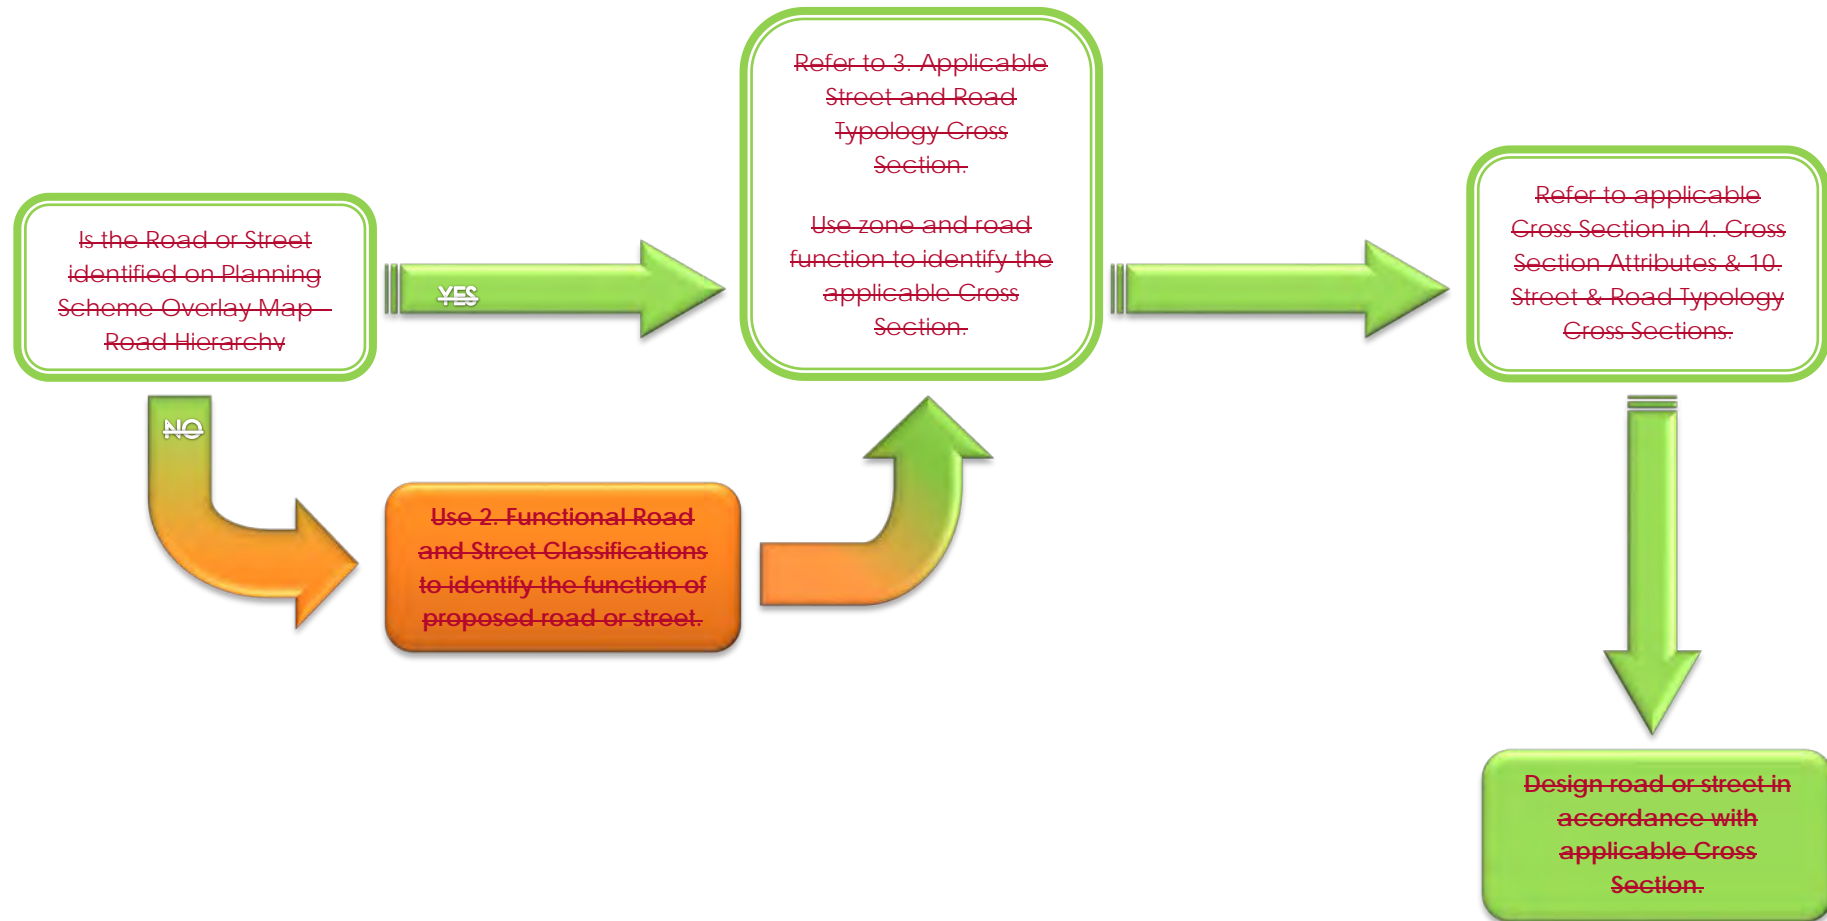 Is the Road or Street
identified on Planning
Scheme Overlay Map –
Road Hierarchy
YES
NO
Use 2. Functional Road
and Street Classifications
to identify the function of
proposed road or street.
Refer to 3. Applicable
Street and Road
Typology Cross
Section.
Use zone and road
function to identify the
applicable Cross
Section.
Refer to applicable
Cross Section in 4. Cross
Section Attributes & 10.
Street & Road Typology
Cross Sections.
Design road or street in
accordance with
applicable Cross
Section.